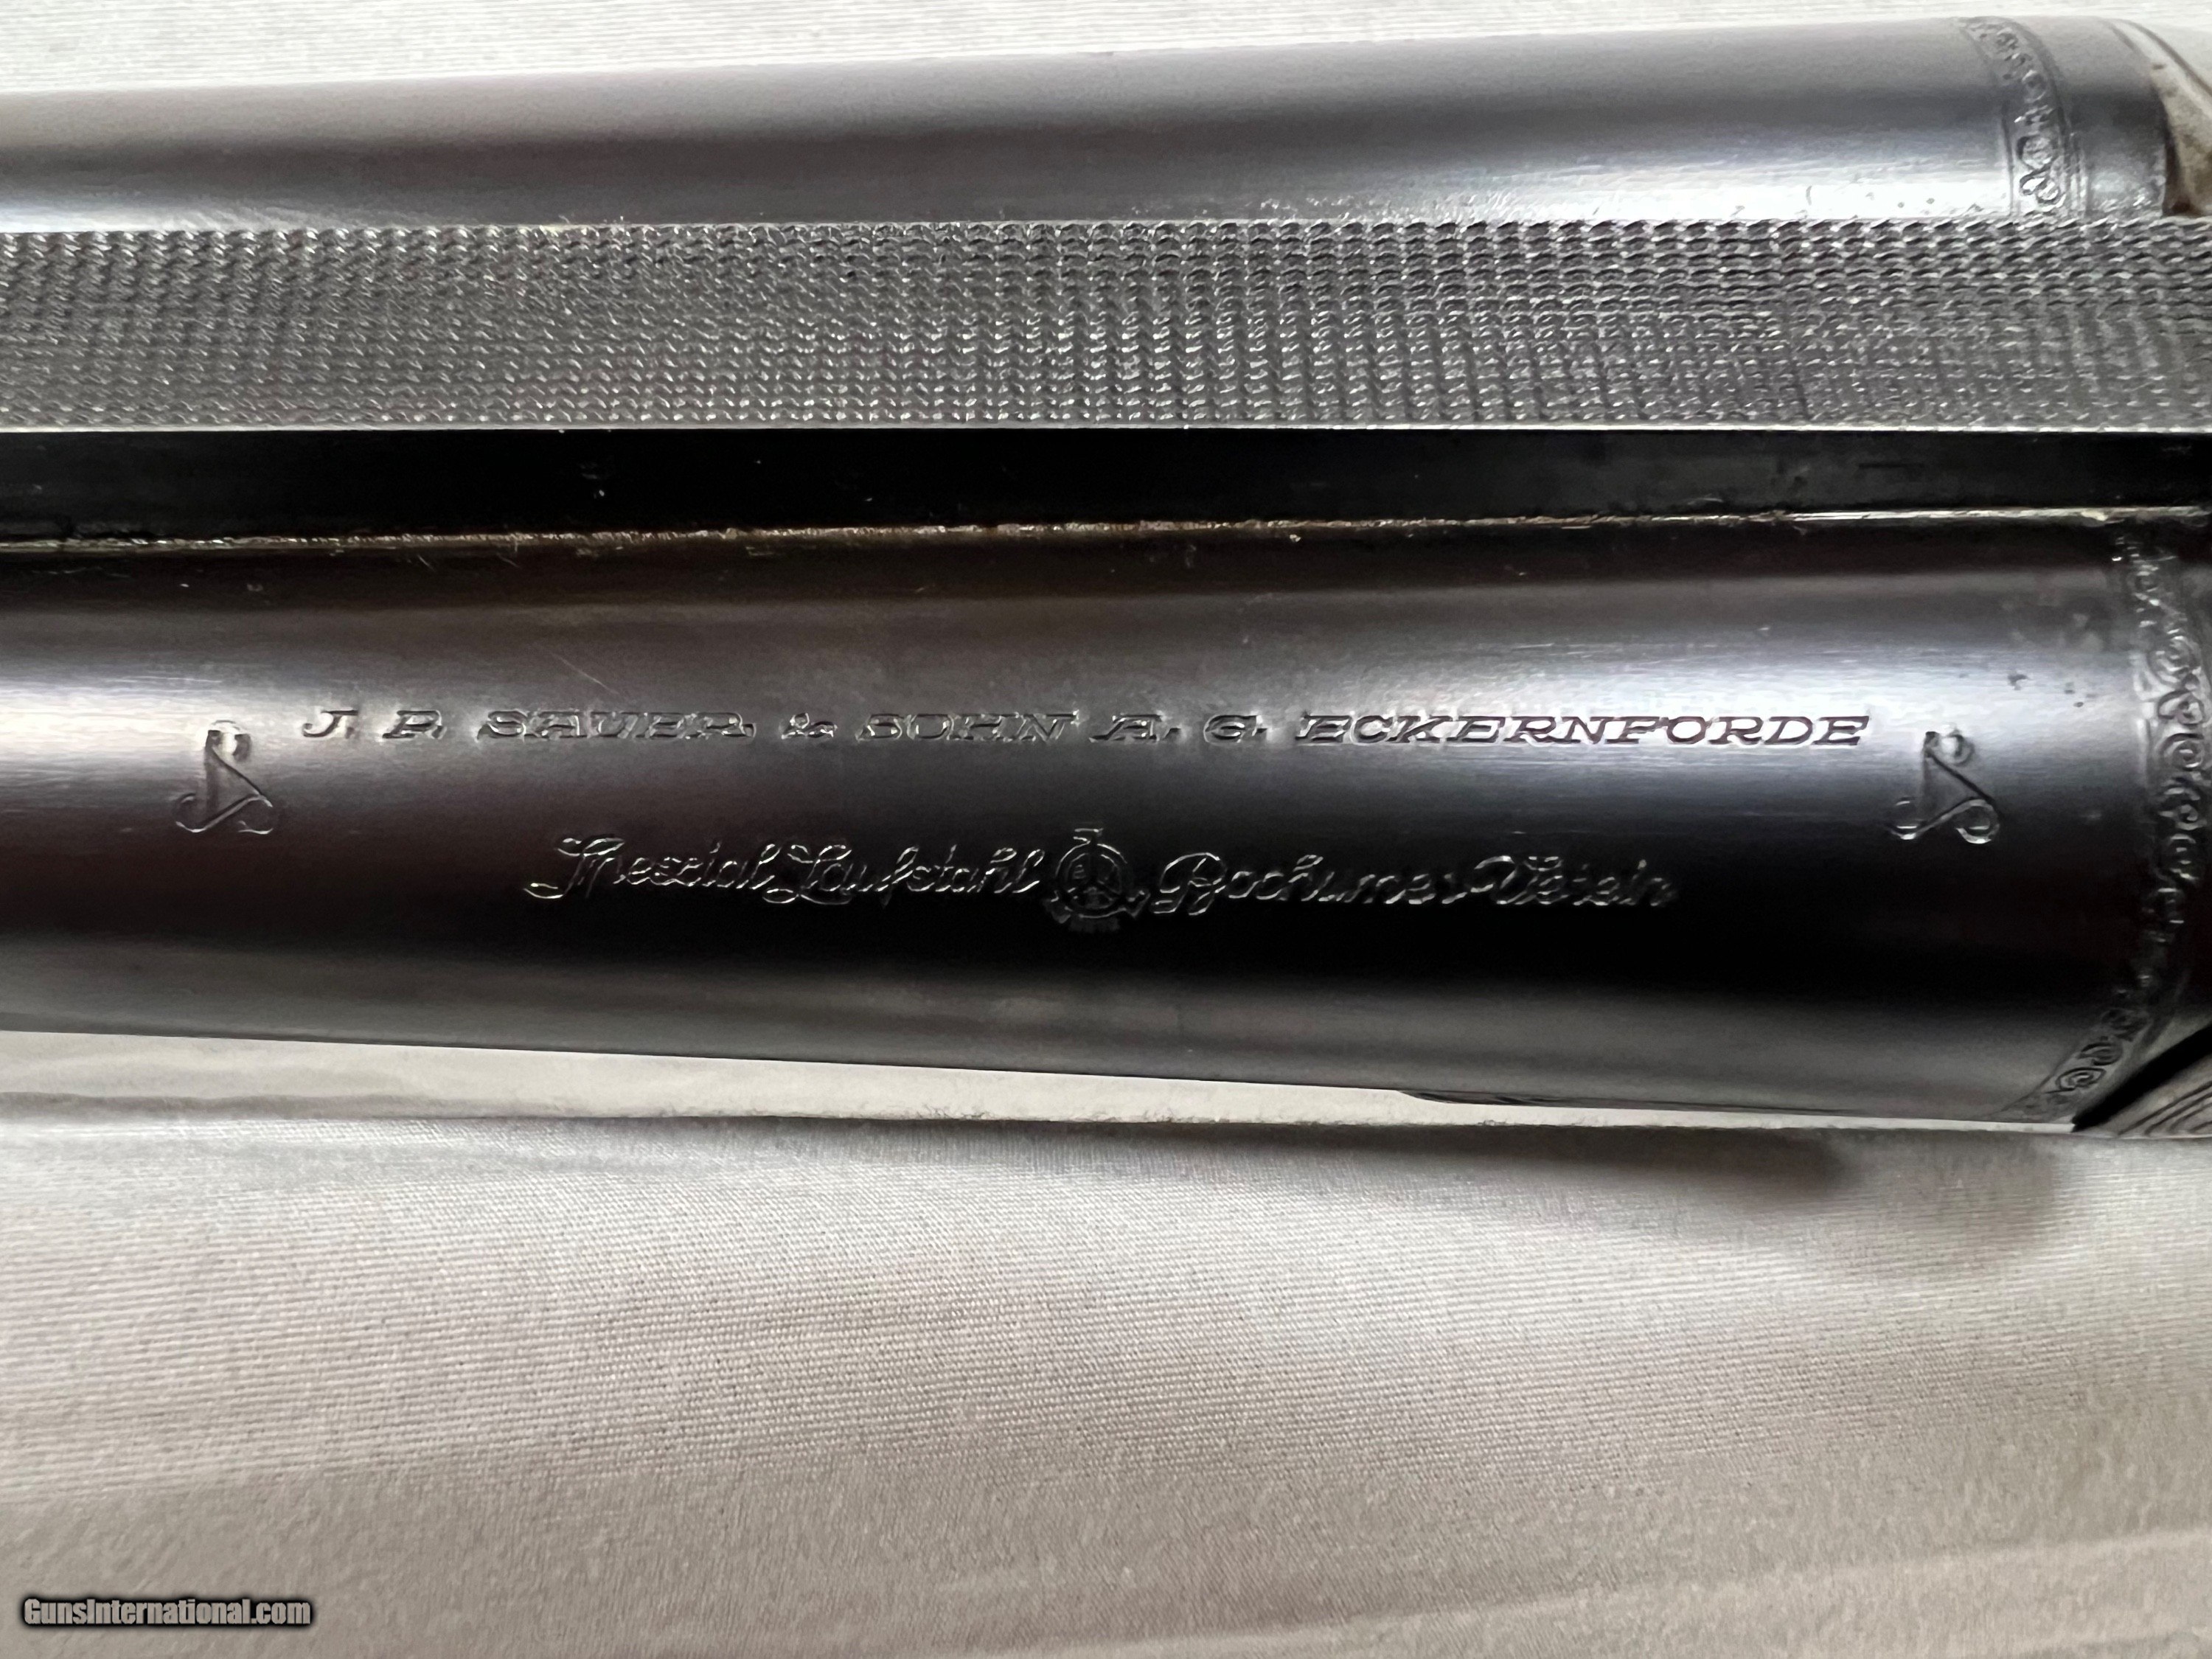 J. P. SAUER & SOHN A. G. ECKERNFORDE
Spezial Laufstahl Bochumer Verein
GunsInternational.com